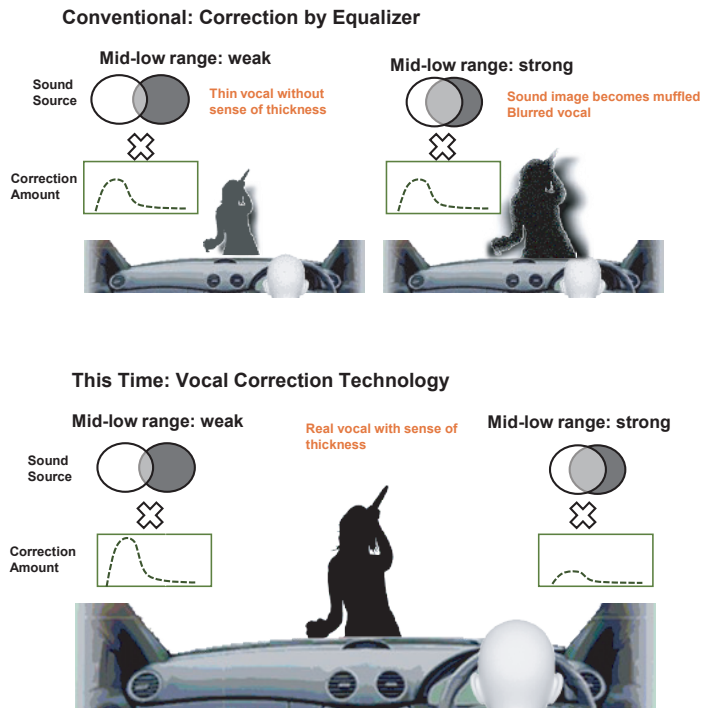 Conventional: Correction by Equalizer
Mid-low range: weak
Mid-low range: strong
Sound
Source
Thin vocal without
sense of thickness
Sound image becomes muffled
Blurred vocal
Correction
Amount
This Time: Vocal Correction Technology
Mid-low range: weak
Real vocal with sense of
thickness
Mid-low range: strong
Sound
Source
Correction
Amount